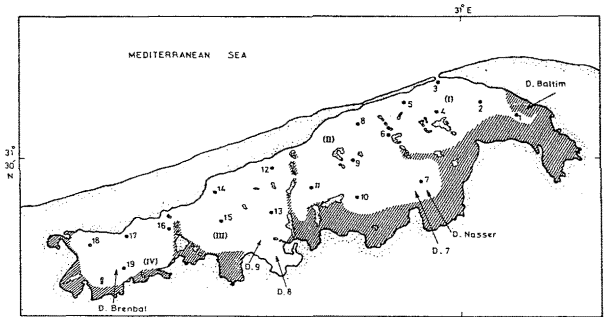 31° E
MEDITERRANEAN SEA
D. Baltim
3
(I)
5
4
2
1
8
6
(II)
31°
30
N
9
12
11
10
7
14
D. Nasser
13
15
16
17
(III)
D. 7
18
D. 9
D. 8
19
(IV)
D. Brenbal